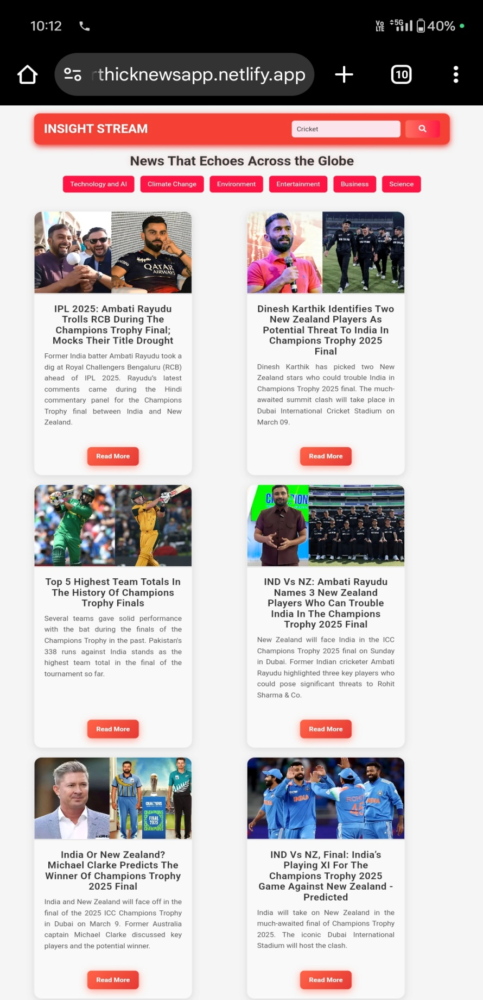 10:12
Vo LTE 5G 40%
rthicknewsapp.netlify.app
10
INSIGHT STREAM
Cricket
News That Echoes Across the Globe
Technology and AI
Climate Change
Environment
Entertainment
Business
Science
QATAR
AIRWAYS
IPL 2025: Ambati Rayudu
Trolls RCB During The
Champions Trophy Final;
Mocks Their Title Drought
Former India batter Ambati Rayudu took a
dig at Royal Challengers Bengaluru (RCB)
ahead of IPL 2025. Rayudu’s latest
comments came during the Hindi
commentary panel for the Champions
Trophy final between India and New
Zealand.
Read More
NEW ZEALAND
Dinesh Karthik Identifies Two
New Zealand Players As
Potential Threat To India In
Champions Trophy 2025
Final
Dinesh Karthik has picked two New
Zealand stars who could trouble India in
Champions Trophy 2025 final. The much-
awaited summit clash will take place in
Dubai International Cricket Stadium on
March 09.
Read More
Top 5 Highest Team Totals In
The History Of Champions
Trophy Finals
Several teams gave solid performance
with the bat during the finals of the
Champions Trophy in the past. Pakistan's
338 runs against India stands as the
highest team total in the final of the
tournament so far.
Read More
IND Vs NZ: Ambati Rayudu
Names 3 New Zealand
Players Who Can Trouble
India In The Champions
Trophy 2025 Final
New Zealand will face India in the ICC
Champions Trophy 2025 final on Sunday
in Dubai. Former Indian cricketer Ambati
Rayudu highlighted three key players who
could pose significant threats to Rohit
Sharma & Co.
Read More
CHAMPIONS
FINAL
2025
CHAMPIONS
India Or New Zealand?
Michael Clarke Predicts The
Winner Of Champions Trophy
2025 Final
India and New Zealand will face off in the
final of the 2025 ICC Champions Trophy
in Dubai on March 9. Former Australia
captain Michael Clarke discussed key
players and the potential winner.
Read More
INDIA
ROHIT
45
INDIA
IND Vs NZ, Final: India’s
Playing XI For The
Champions Trophy 2025
Game Against New Zealand -
Predicted
India will take on New Zealand in the
much-awaited final of Champions Trophy
2025. The iconic Dubai International
Stadium will host the clash.
Read More